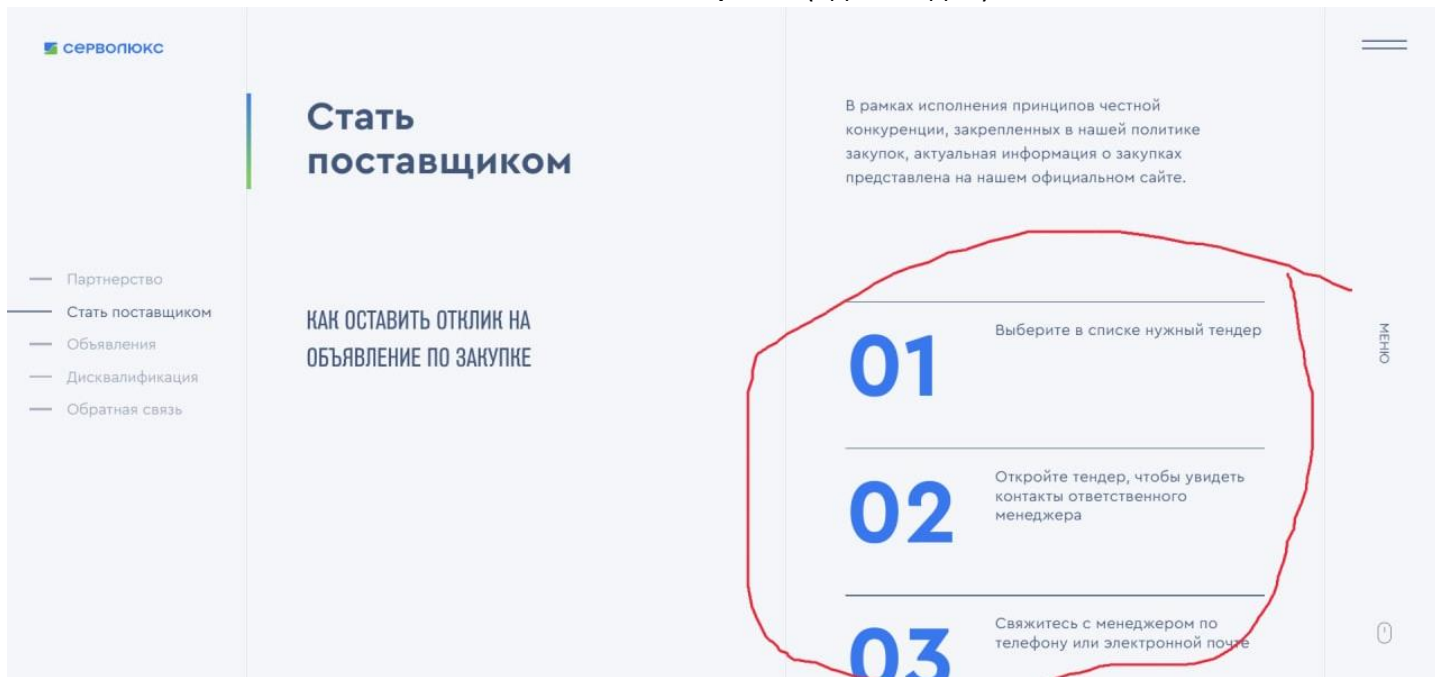 серволюкс
Стать
поставщиком
В рамках исполнения принципов честной
конкуренции, закрепленных в нашей политике
закупок, актуальная информация о закупках
представлена на нашем официальном сайте.
Партнерство
Стать поставщиком
Объявления
Дисквалификация
Обратная связь
КАК ОСТАВИТЬ ОТКЛИК НА
ОБЪЯВЛЕНИЕ ПО ЗАКУПКЕ
01
Выберите в списке нужный тендер
02
Откройте тендер, чтобы увидеть
контакты ответственного
менеджера
03
Свяжитесь с менеджером по
телефону или электронной почте
МЕНЮ